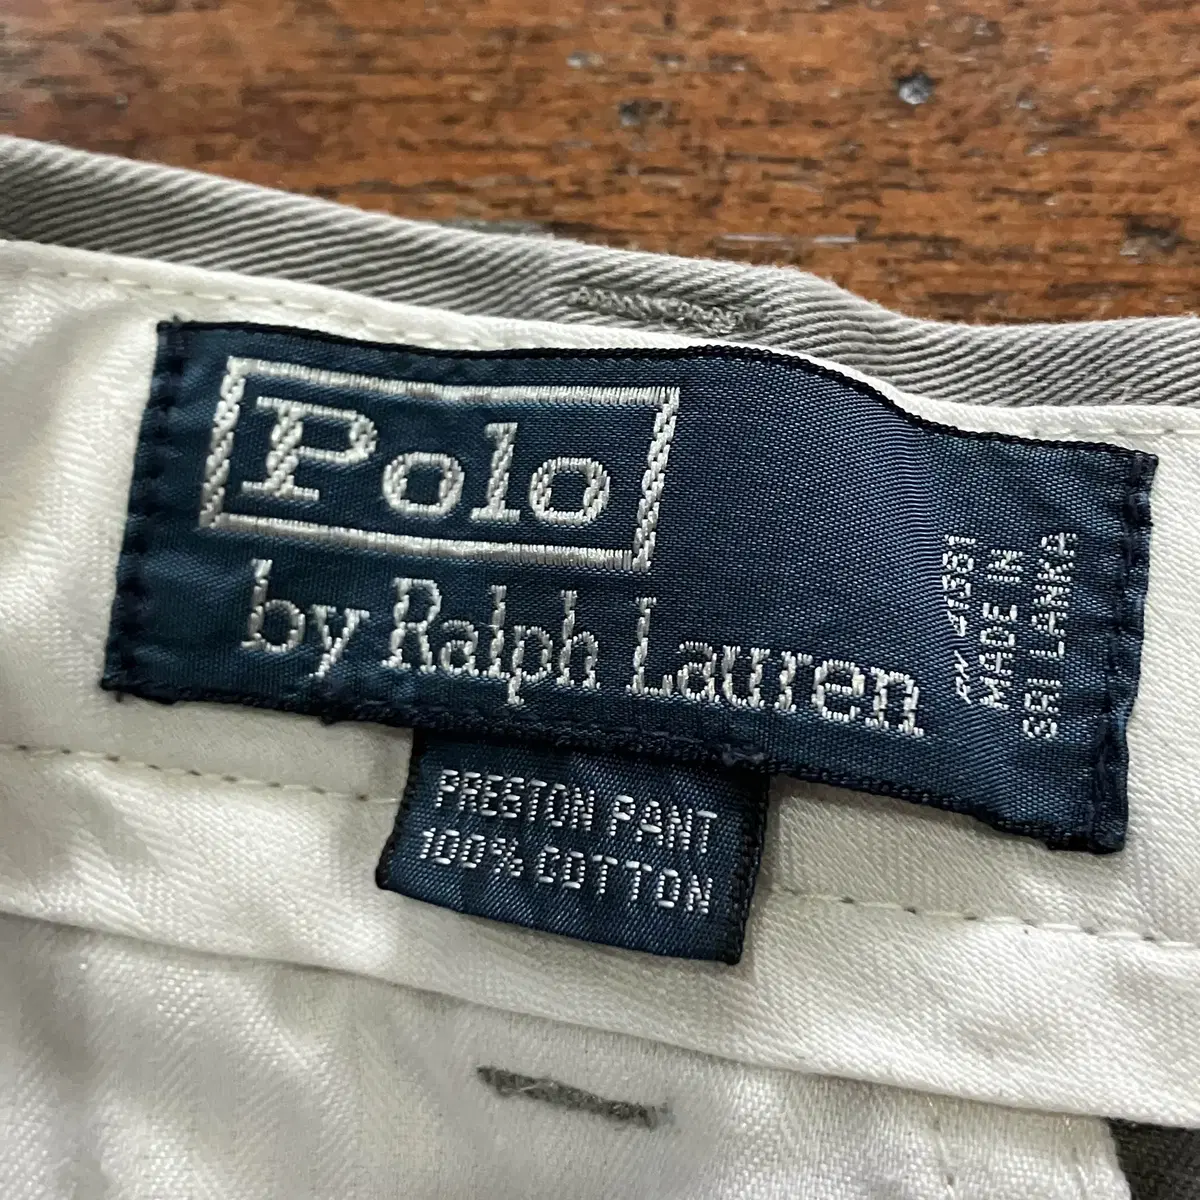 Polo
by Ralph Lauren
MADE IN
SRI LANKA
PRESTON PANT
100% COTTON